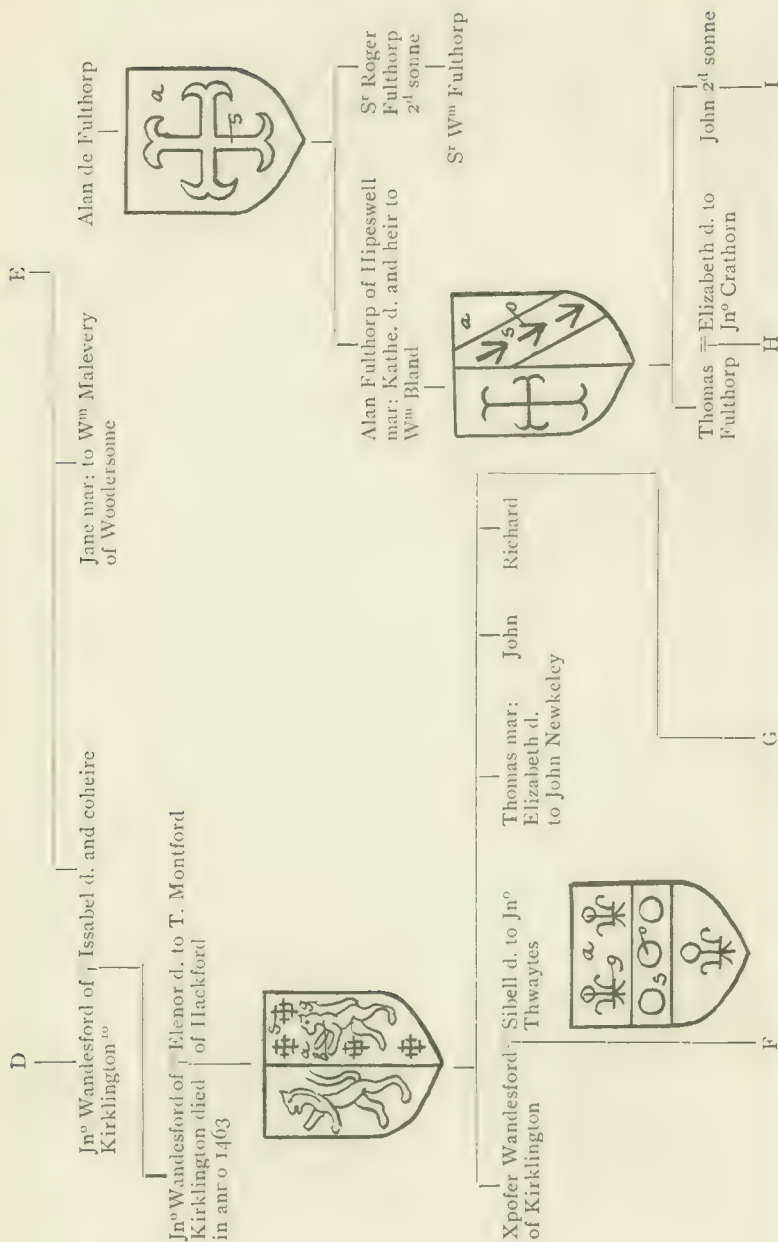 D
E
Jnº Wandesford of
Kirklington ¹⁰
Issabel d. and coheire
Jane mar: to Wᵐ Malevery
of Woodersome
Alan de Fulthorp
a
s
Jnº Wandesford of
Kirklington died
in anro 1463
Elenor d. to T. Montford
of Hackford
s
a
b
g
Alan Fulthorp of Hipeswell
mar: Kathe. d. and heir to
Wᵐ Bland
Sʳ Roger
Fulthorp
2ᵈ sonne
Sʳ Wᵐ Fulthorp
a
s
o
Xpofer Wandesford
of Kirklington
Sibell d. to Jnº
Thwaytes
Thomas mar:
Elizabeth d.
to John Newkeley
John
Richard
a
g
s
o
Thomas = Elizabeth d. to
Fulthorp Jnº Crathorn
John 2ᵈ sonne
F
G
H
I